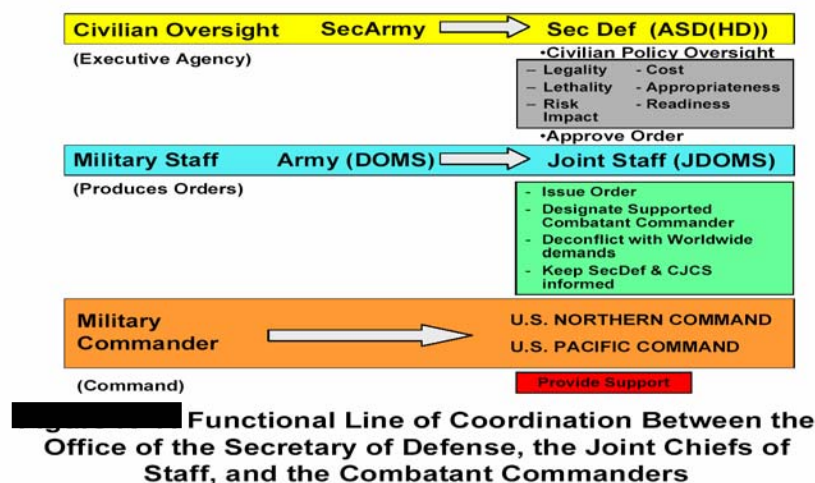 Civilian Oversight SecArmy Sec Def (ASD(HD))
(Executive Agency)
•Civilian Policy Oversight
– Legality - Cost
– Lethality - Appropriateness
– Risk - Readiness
Impact
•Approve Order
Military Staff Army (DOMS) Joint Staff (JDOMS)
(Produces Orders)
- Issue Order
- Designate Supported
Combatant Commander
- Deconflict with Worldwide
demands
- Keep SecDef & CJCS
informed
Military
Commander
U.S. NORTHERN COMMAND
U.S. PACIFIC COMMAND
(Command)
Provide Support
Functional Line of Coordination Between the
Office of the Secretary of Defense, the Joint Chiefs of
Staff, and the Combatant Commanders